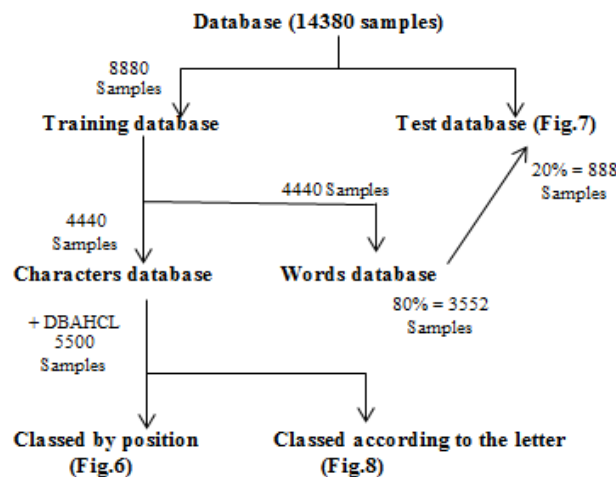 Database (14380 samples)
8880
Samples
Training database
Test database (Fig.7)
20% = 888
Samples
4440 Samples
4440
Samples
Characters database
Words database
80% = 3552
Samples
+ DBAHCL
5500
Samples
Classed by position
(Fig.6)
Classed according to the letter
(Fig.8)